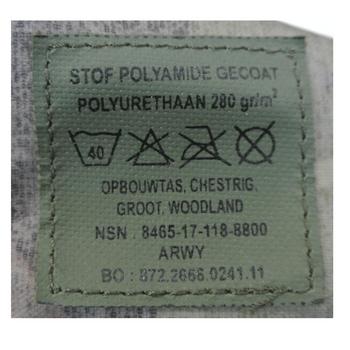 STOF POLYAMIDE GECOAT
POLYURETHAAN 280 gr/m²
40
OPBOUWTAS, CHESTRIG,
GROOT, WOODLAND
NSN : 8465-17-118-8800
ARWY
BO : 872.2668.0241.11